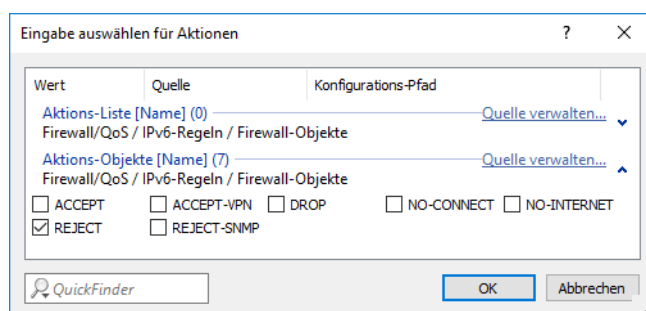 Eingabe auswählen für Aktionen ?
Wert Quelle Konfigurations-Pfad
Aktions-Liste [Name] (0) Quelle verwalten...
Firewall/QoS / IPv6-Regeln / Firewall-Objekte
Aktions-Objekte [Name] (7) Quelle verwalten...
Firewall/QoS / IPv6-Regeln / Firewall-Objekte
ACCEPT ACCEPT-VPN DROP NO-CONNECT NO-INTERNET
REJECT REJECT-SNMP
QuickFinder OK Abbrechen